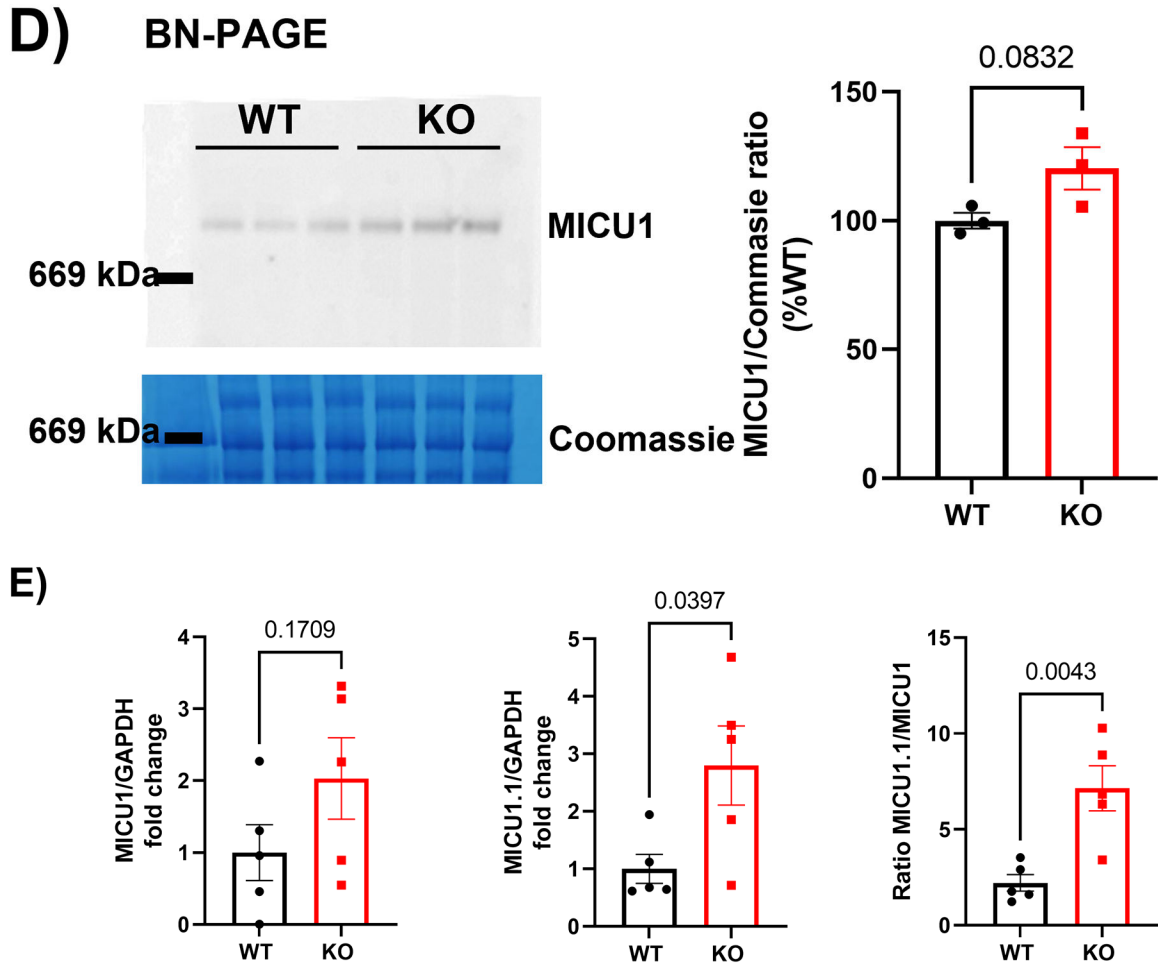 D)
BN-PAGE
WT KO
MICU1
669 kDa
669 kDa
Coomassie
0.0832
MICU1/Commasie ratio
(%WT)
150
100
50
0
WT KO
E)
0.1709
MICU1/GAPDH
fold change
4
3
2
1
0
WT KO
0.0397
MICU1.1/GAPDH
fold change
5
4
3
2
1
0
WT KO
0.0043
Ratio MICU1.1/MICU1
15
10
5
0
WT KO